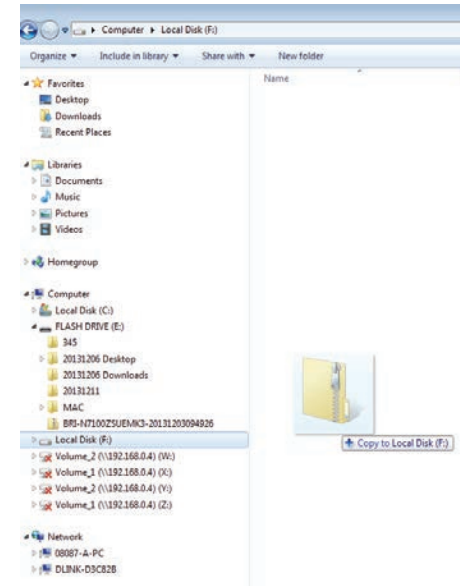 Computer Local Disk (F:)
Organize Include in library Share with New folder
Name
Favorites
Desktop
Downloads
Recent Places
Libraries
Documents
Music
Pictures
Videos
Homegroup
Computer
Local Disk (C:)
FLASH DRIVE (E:)
345
20131206 Desktop
20131206 Downloads
20131211
MAC
BRI-N7100ZSUEMK3-20131203094926
Local Disk (F:)
Volume_2 (\\192.168.0.4) (W:)
Volume_1 (\\192.168.0.4) (X:)
Volume_2 (\\192.168.0.4) (Y:)
Volume_1 (\\192.168.0.4) (Z:)
Network
08087-A-PC
DLINK-D3C82B
Copy to Local Disk (F:)